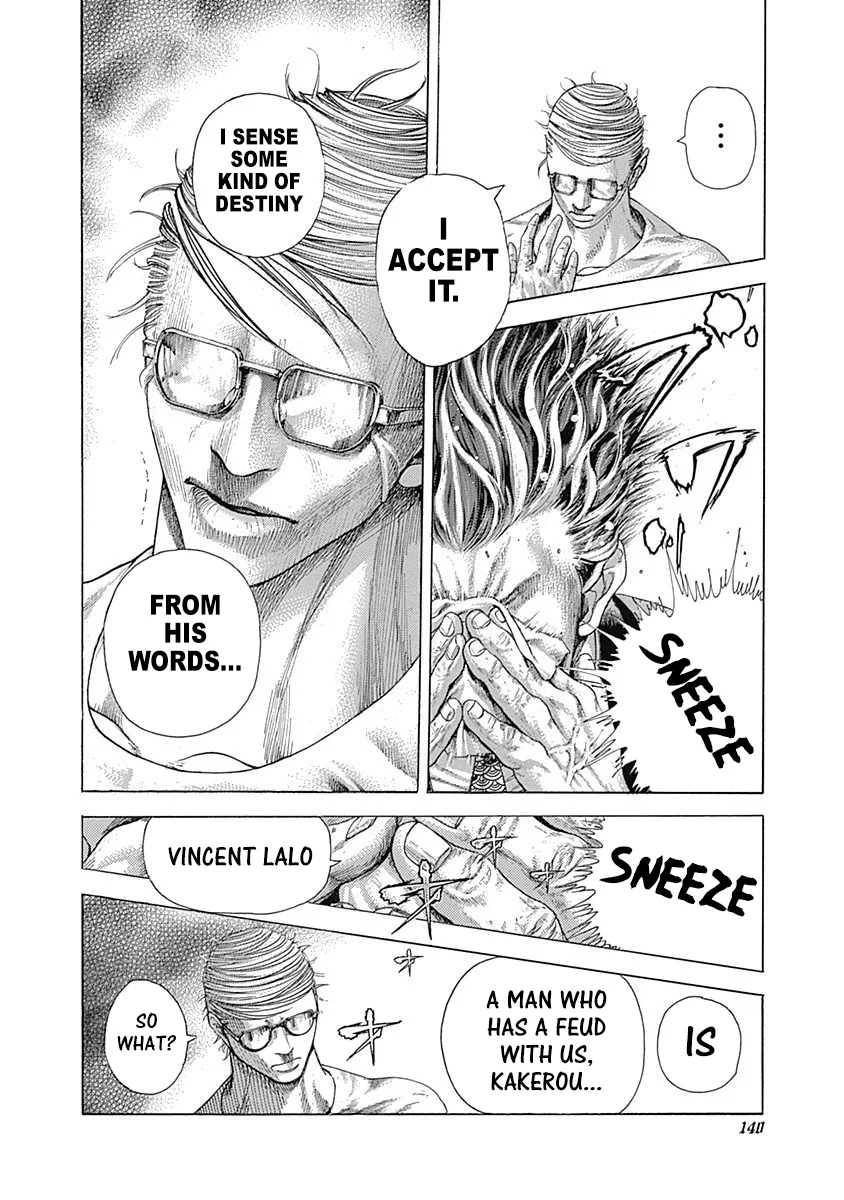 ...
I
ACCEPT
IT.
I SENSE
SOME
KIND OF
DESTINY
FROM
HIS
WORDS...
SNEEZE
SNEEZE
VINCENT LALO
IS
A MAN WHO
HAS A FEUD
WITH US,
KAKEROU...
SO
WHAT?